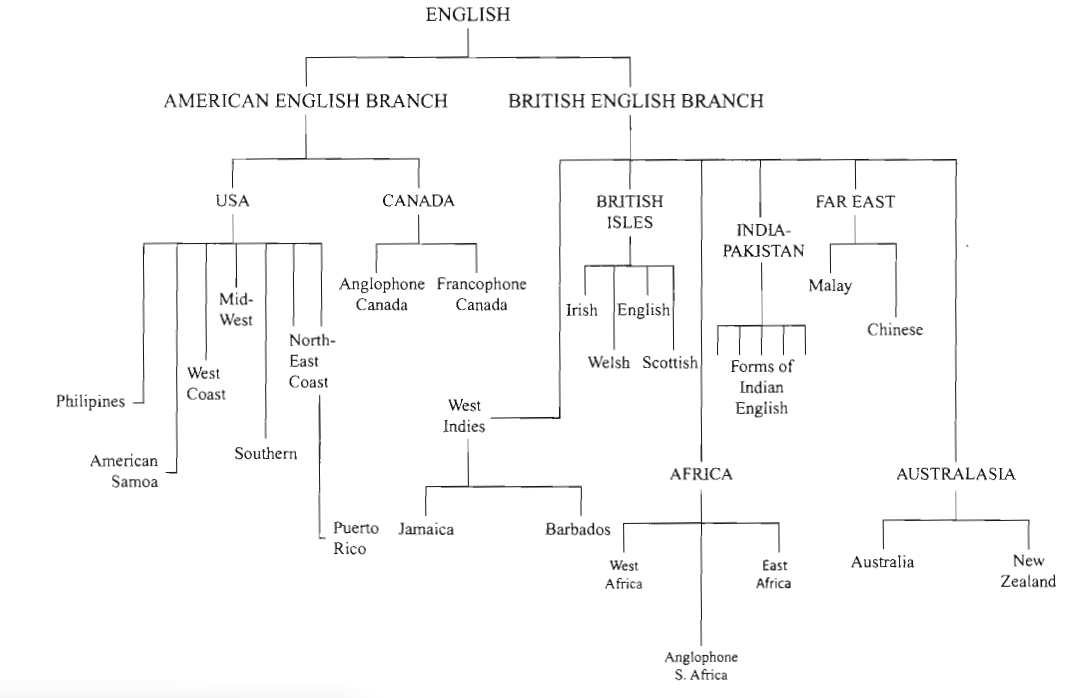 ENGLISH
AMERICAN ENGLISH BRANCH
BRITISH ENGLISH BRANCH
USA
CANADA
BRITISH
ISLES
INDIA-
PAKISTAN
FAR EAST
Mid-
West
Anglophone
Canada
Francophone
Canada
Irish
English
Malay
North-
East
Coast
Chinese
West
Coast
Welsh
Scottish
Forms of
Indian
English
Philipines
West
Indies
American
Samoa
Southern
AFRICA
AUSTRALASIA
Puerto
Rico
Jamaica
Barbados
West
Africa
East
Africa
Australia
New
Zealand
Anglophone
S. Africa